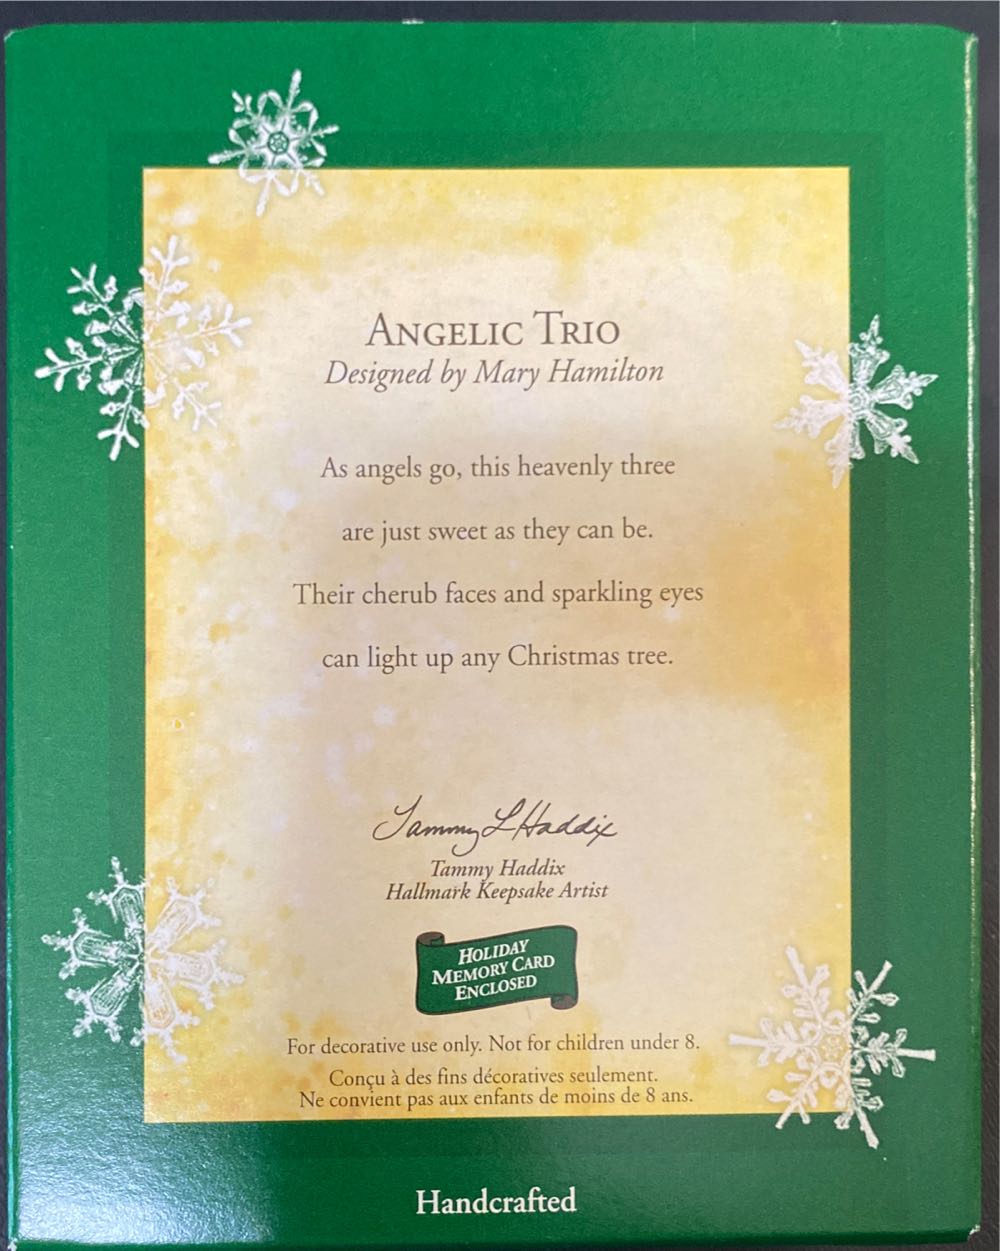 ANGELIC TRIO
Designed by Mary Hamilton
As angels go, this heavenly three
are just sweet as they can be.
Their cherub faces and sparkling eyes
can light up any Christmas tree.
Tammy L Haddix
Tammy Haddix
Hallmark Keepsake Artist
HOLIDAY
MEMORY CARD
ENCLOSED
For decorative use only. Not for children under 8.
Conçu à des fins décoratives seulement.
Ne convient pas aux enfants de moins de 8 ans.
Handcrafted